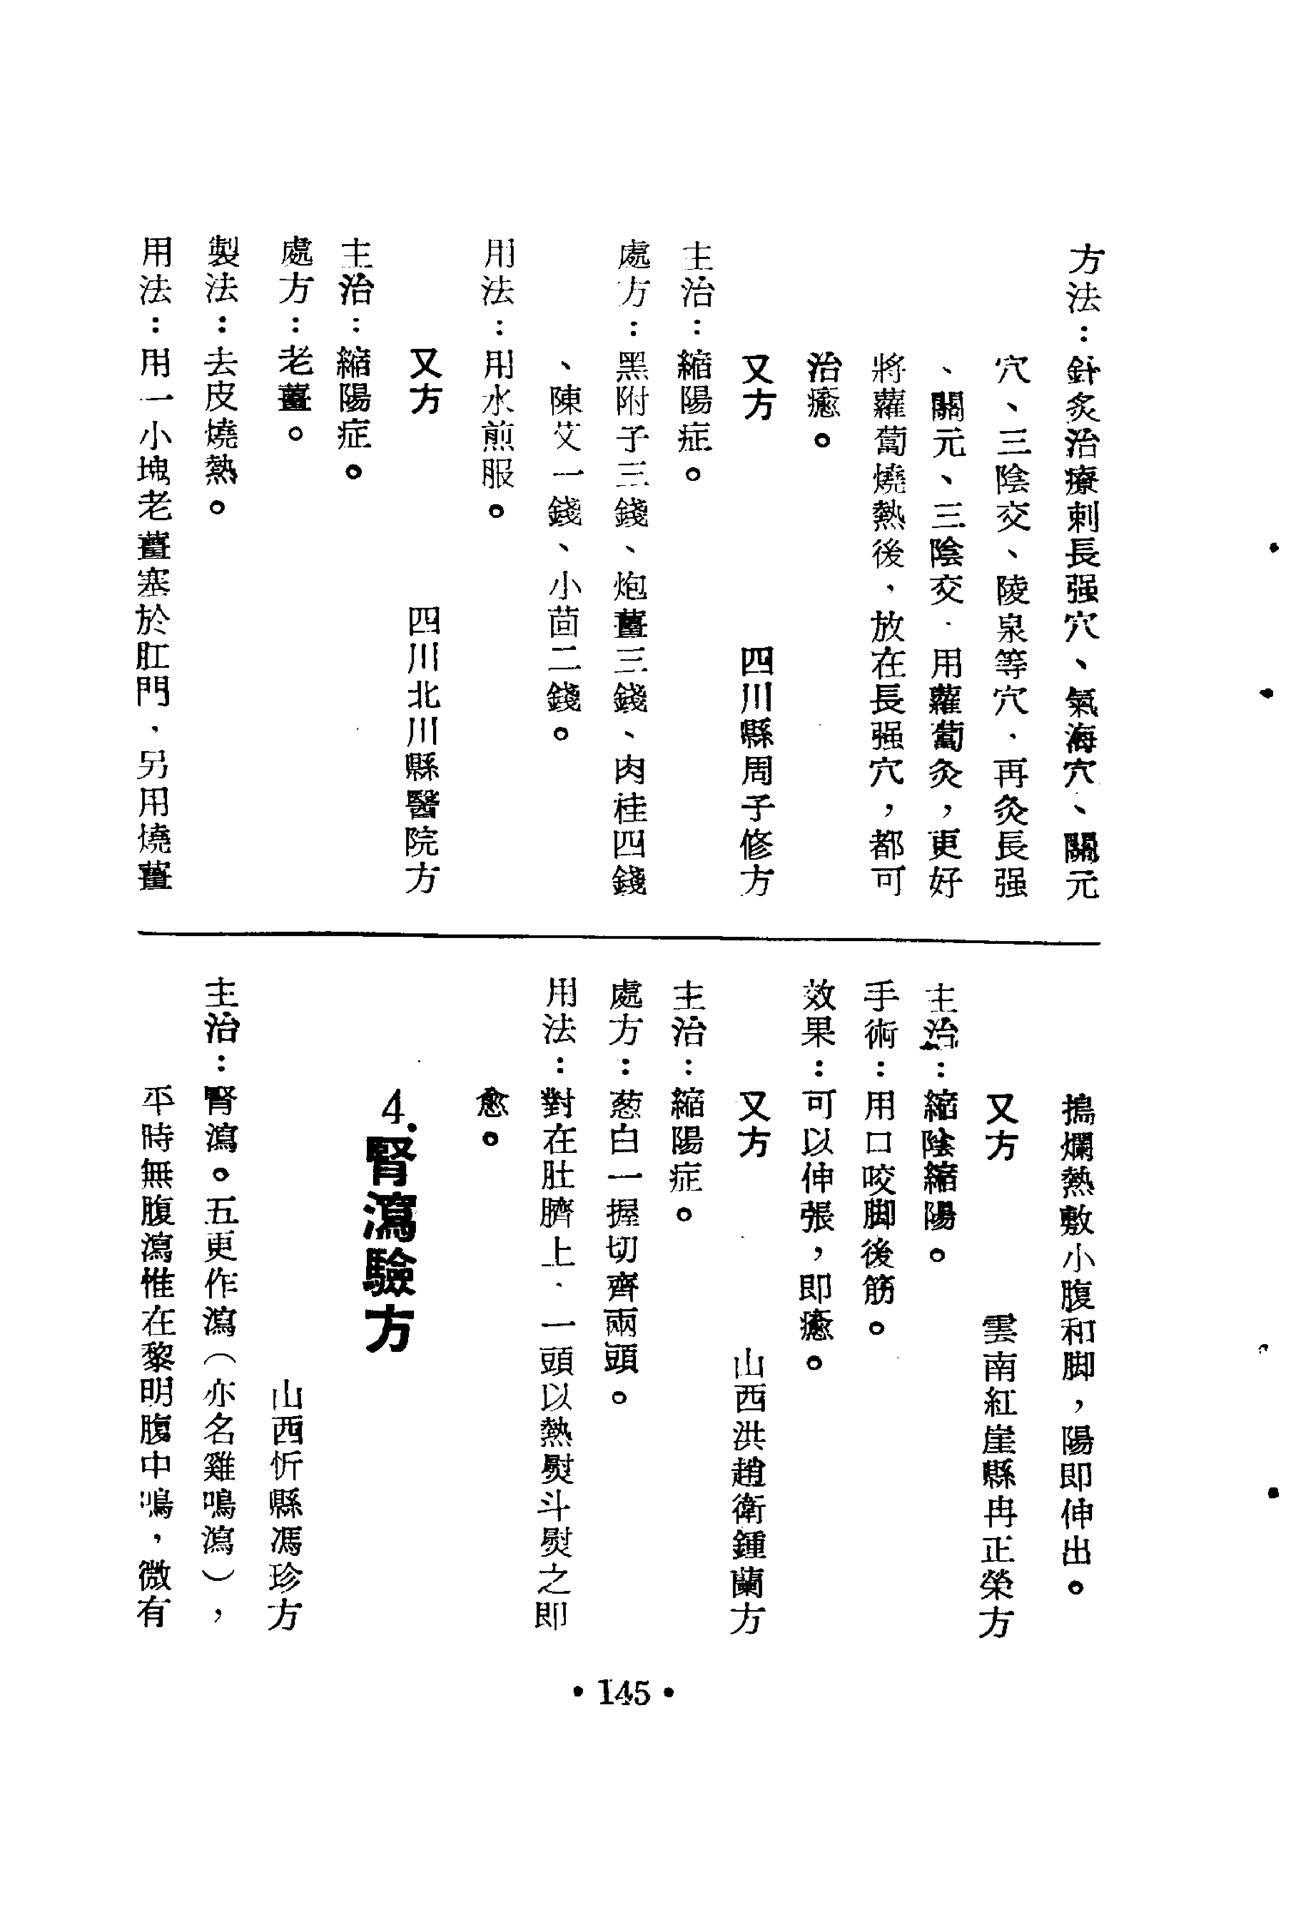 方法：針炙治療刺長强穴、氣海穴、關元
穴、三陰交、陵泉等穴．再灸長强
、關元、三陰交．用蘿蔔灸，更好
將蘿蔔燒熱後，放在長强穴，都可
治癒。
又方　四川縣周子修方
主治：縮陽症。
處方：黑附子三錢、炮薑三錢、肉桂四錢
、陳艾一錢、小茴二錢。
用法：用水煎服。
又方　四川北川縣醫院方
主治：縮陽症。
處方：老薑。
製法：去皮燒熱。
用法：用一小塊老薑塞於肛門．另用燒薑
搗爛熱敷小腹和脚，陽即伸出。
又方　雲南紅崖縣冉正榮方
主治：縮陰縮陽。
手術：用口咬脚後筋。
效果：可以伸張，即癒。
又方　山西洪趙衛鍾蘭方
主治：縮陽症。
處方：葱白一握切齊兩頭。
用法：對在肚臍上．一頭以熱熨斗熨之即
愈。
4.腎瀉驗方
山西忻縣馮珍方
主治：腎瀉。五更作瀉（亦名雞鳴瀉），
平時無腹瀉惟在黎明腹中鳴，微有
• 145 •